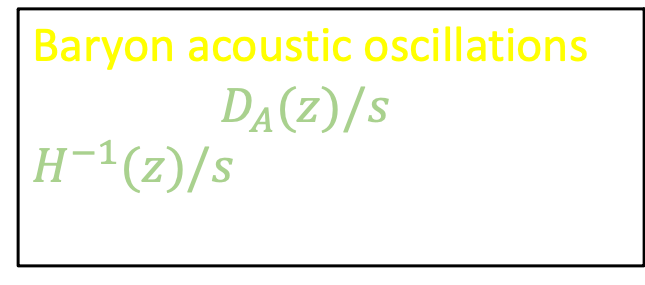 Baryon acoustic oscillations
D_A(z)/s
H^{-1}(z)/s